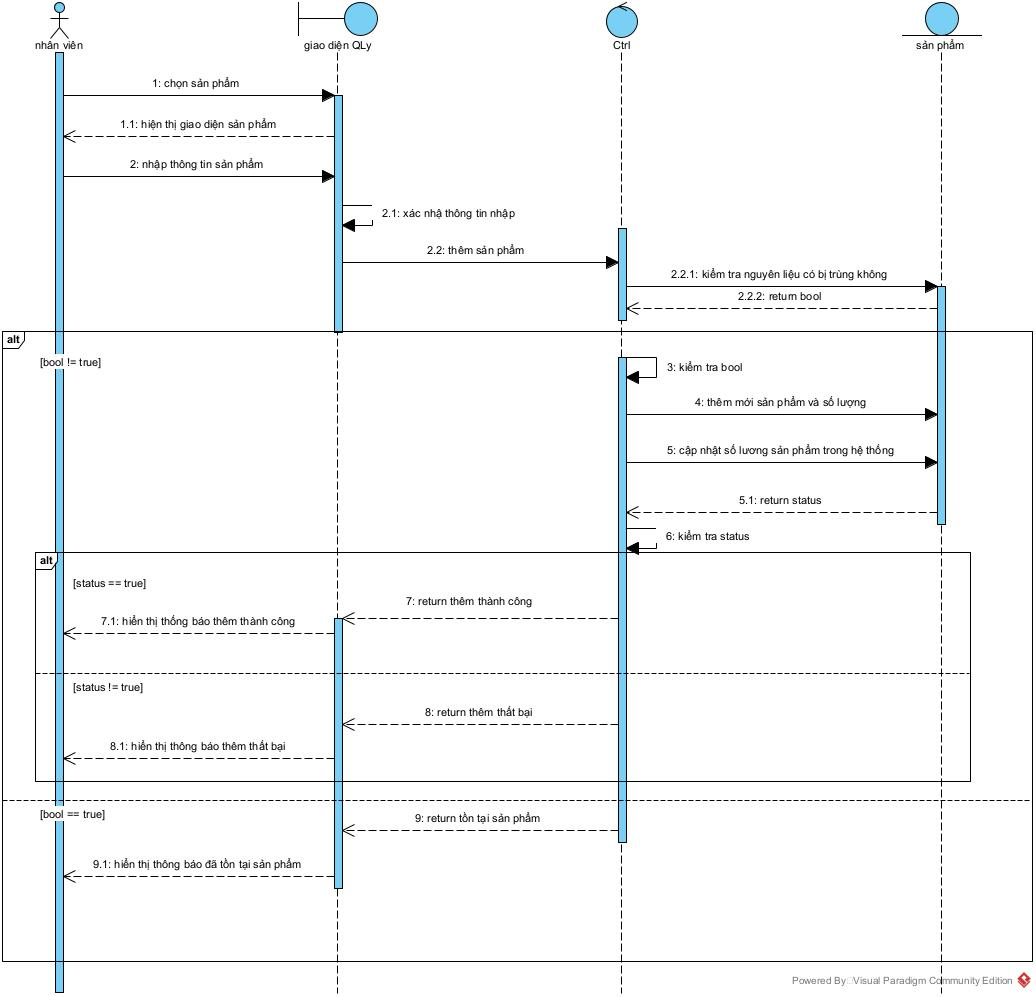 nhân viên
giao diện QLy
Ctrl
sản phẩm
1: chọn sản phẩm
1.1: hiện thị giao diện sản phẩm
2: nhập thông tin sản phẩm
2.1: xác nhậ thông tin nhập
2.2: thêm sản phẩm
2.2.1: kiểm tra nguyên liệu có bị trùng không
2.2.2: return bool
alt
[bool != true]
3: kiểm tra bool
4: thêm mới sản phẩm và số lượng
5: cập nhật số lương sản phẩm trong hệ thống
5.1: return status
6: kiểm tra status
alt
[status == true]
7: return thêm thành công
7.1: hiển thị thống báo thêm thành công
[status != true]
8: return thêm thất bại
8.1: hiển thị thông báo thêm thất bại
[bool == true]
9: return tồn tại sản phẩm
9.1: hiển thị thông báo đã tồn tại sản phẩm
Powered By Visual Paradigm Community Edition